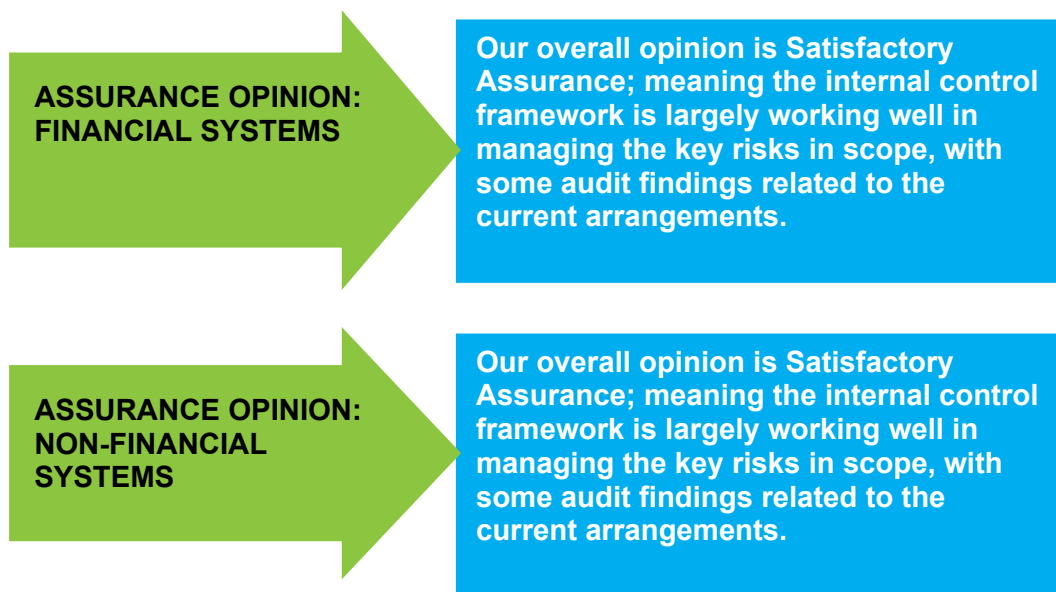 ASSURANCE OPINION:
FINANCIAL SYSTEMS
Our overall opinion is Satisfactory
Assurance; meaning the internal control
framework is largely working well in
managing the key risks in scope, with
some audit findings related to the
current arrangements.
ASSURANCE OPINION:
NON-FINANCIAL
SYSTEMS
Our overall opinion is Satisfactory
Assurance; meaning the internal control
framework is largely working well in
managing the key risks in scope, with
some audit findings related to the
current arrangements.